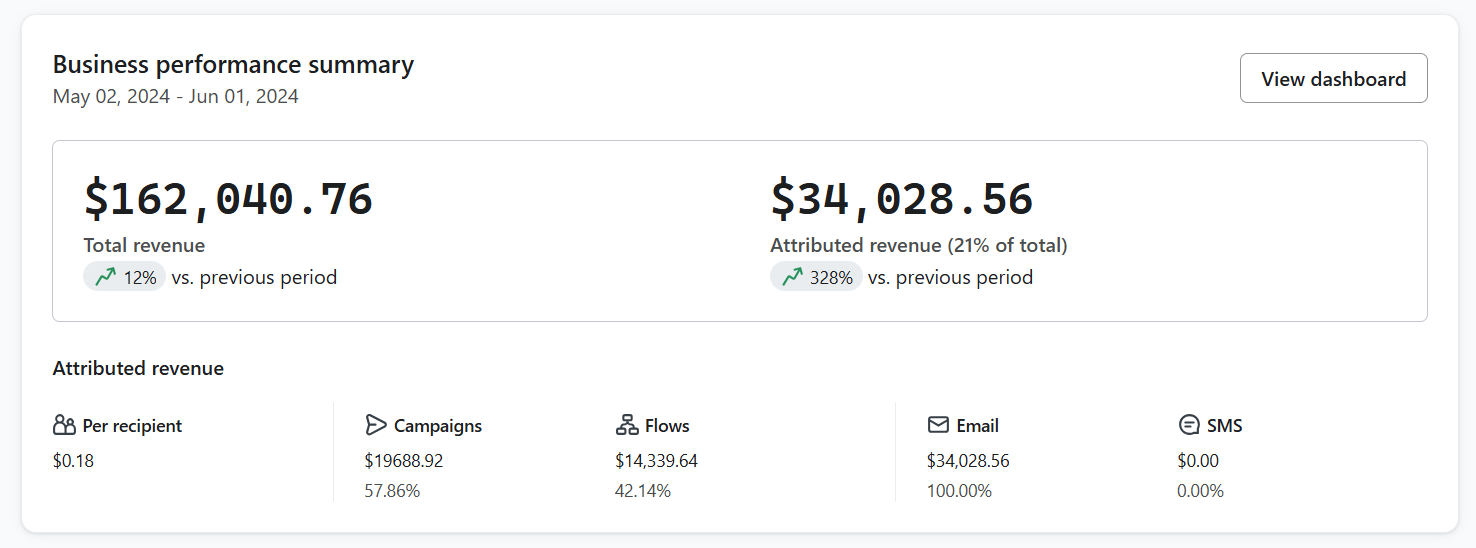 Business performance summary
May 02, 2024 - Jun 01, 2024
View dashboard
$162,040.76
Total revenue
12% vs. previous period
$34,028.56
Attributed revenue (21% of total)
328% vs. previous period
Attributed revenue
Per recipient
$0.18
Campaigns
$19688.92
57.86%
Flows
$14,339.64
42.14%
Email
$34,028.56
100.00%
SMS
$0.00
0.00%